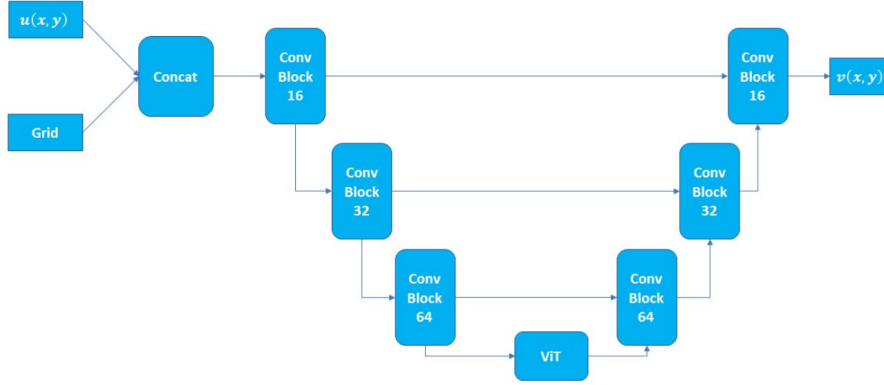 u(x, y)
Grid
Concat
Conv
Block
16
Conv
Block
16
v(x, y)
Conv
Block
32
Conv
Block
32
Conv
Block
64
Conv
Block
64
ViT